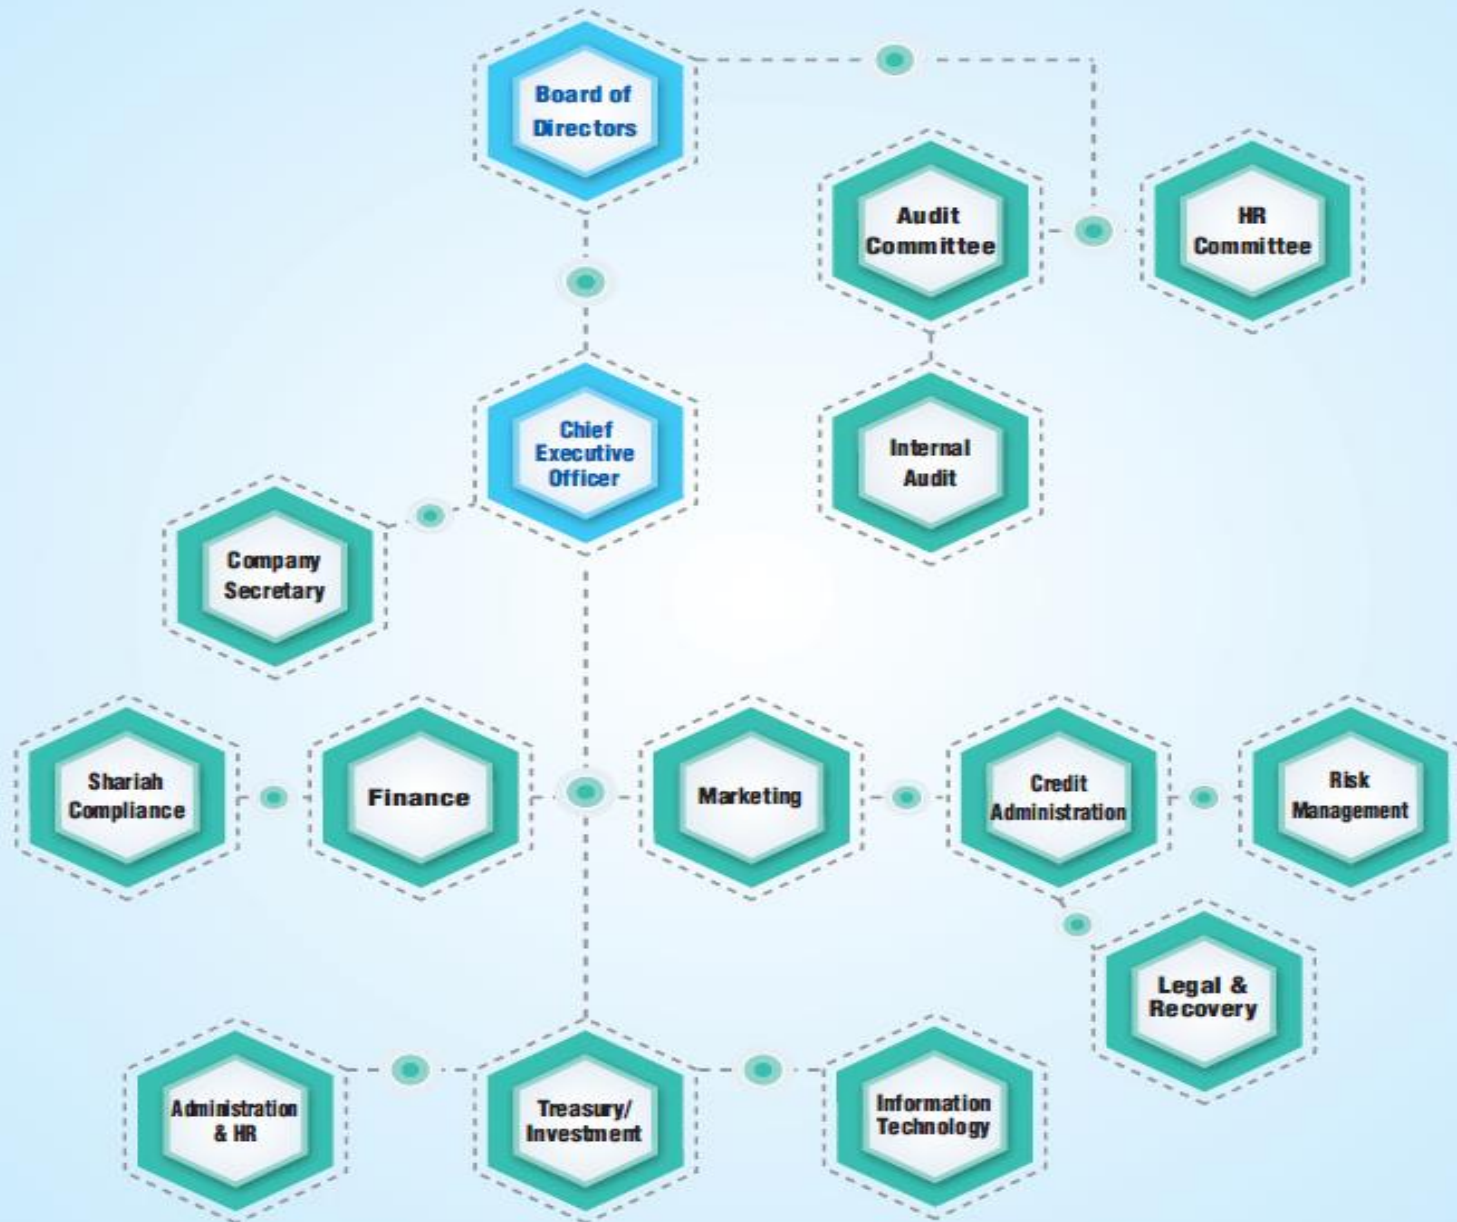 Board of
Directors
Audit
Committee
HR
Committee
Chief
Executive
Officer
Internal
Audit
Company
Secretary
Shariah
Compliance
Finance
Marketing
Credit
Administration
Risk
Management
Legal &
Recovery
Administration
& HR
Treasury/
Investment
Information
Technology